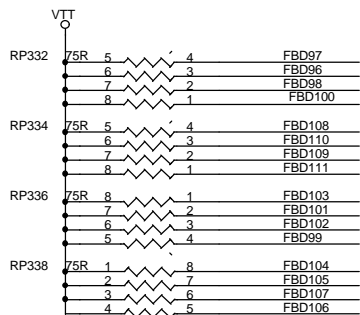 VTT
RP332 75R 5 4 FBD97
6 3 FBD96
7 2 FBD98
8 1 FBD100
RP334 75R 5 4 FBD108
6 3 FBD110
7 2 FBD109
8 1 FBD111
RP336 75R 8 1 FBD103
7 2 FBD101
6 3 FBD102
5 4 FBD99
RP338 75R 1 8 FBD104
2 7 FBD105
3 6 FBD107
4 5 FBD106